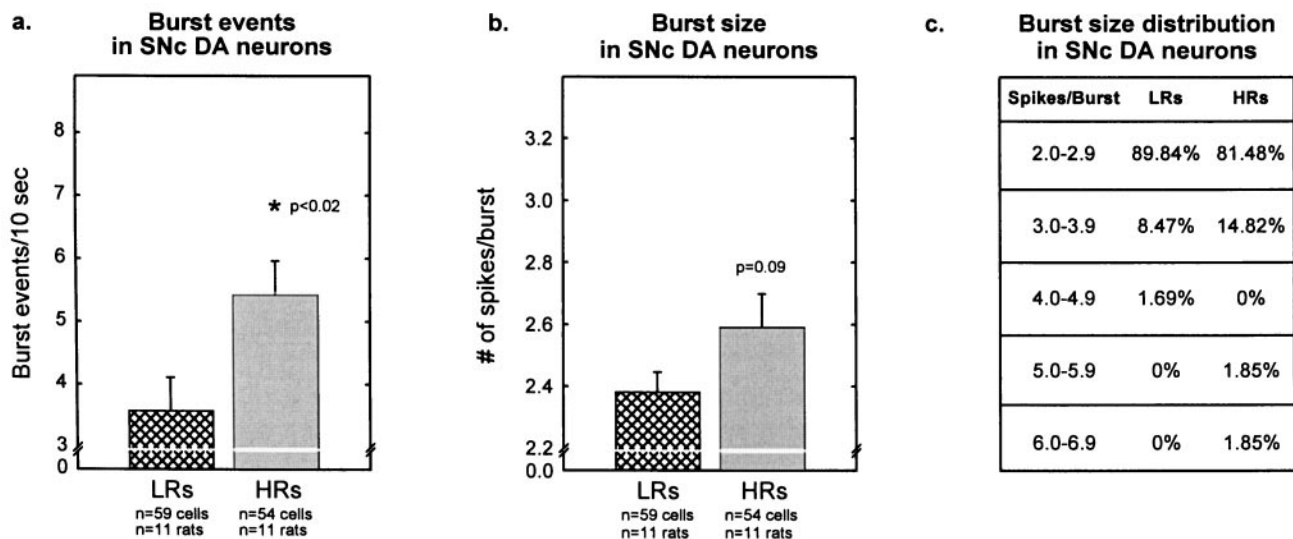 a.
Burst events
in SNc DA neurons
Burst events/10 sec
8
7
6
5
4
3
0
* p<0.02
LRs
n=59 cells
n=11 rats
HRs
n=54 cells
n=11 rats
b.
Burst size
in SNc DA neurons
# of spikes/burst
3.2
3.0
2.8
2.6
2.4
2.2
0.0
p=0.09
LRs
n=59 cells
n=11 rats
HRs
n=54 cells
n=11 rats
c.
Burst size distribution
in SNc DA neurons
Spikes/Burst LRs HRs
2.0-2.9 89.84% 81.48%
3.0-3.9 8.47% 14.82%
4.0-4.9 1.69% 0%
5.0-5.9 0% 1.85%
6.0-6.9 0% 1.85%